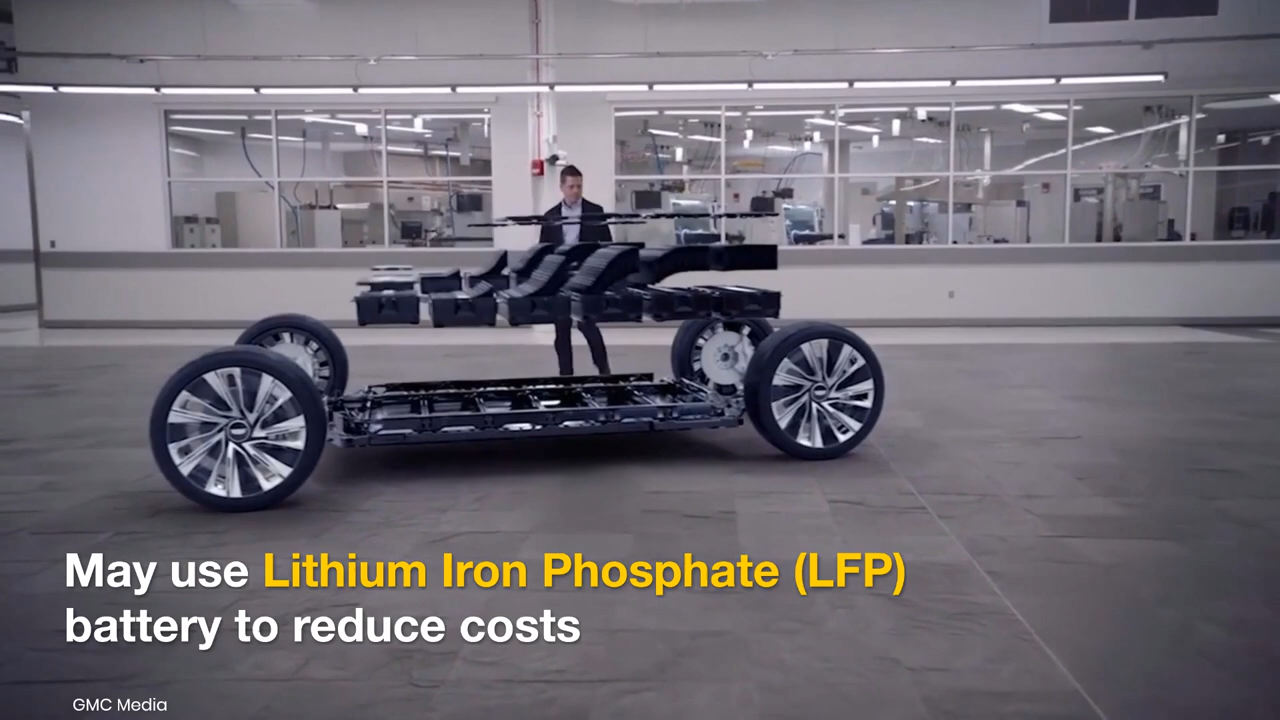 May use Lithium Iron Phosphate (LFP)
battery to reduce costs
GMC Media